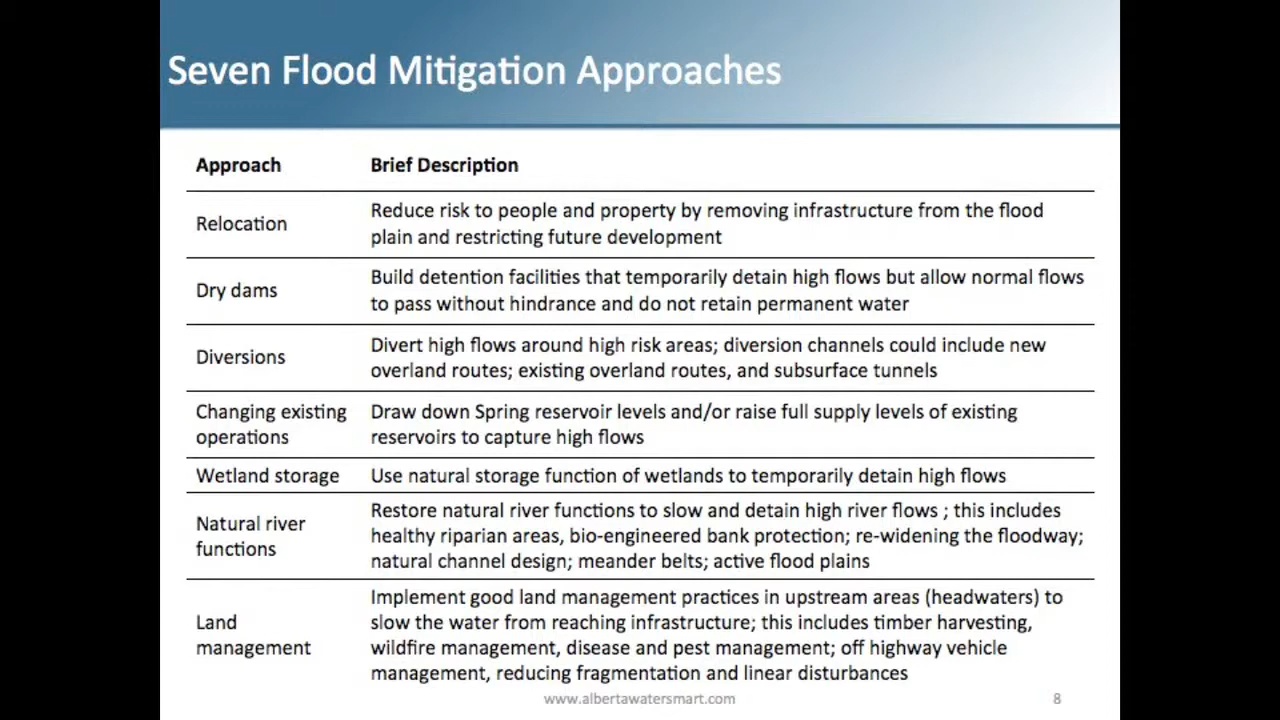 Seven Flood Mitigation Approaches
Approach
Brief Description
Relocation
Reduce risk to people and property by removing infrastructure from the flood
plain and restricting future development
Dry dams
Build detention facilities that temporarily detain high flows but allow normal flows
to pass without hindrance and do not retain permanent water
Diversions
Divert high flows around high risk areas; diversion channels could include new
overland routes; existing overland routes, and subsurface tunnels
Changing existing
operations
Draw down Spring reservoir levels and/or raise full supply levels of existing
reservoirs to capture high flows
Wetland storage
Use natural storage function of wetlands to temporarily detain high flows
Natural river
functions
Restore natural river functions to slow and detain high river flows ; this includes
healthy riparian areas, bio-engineered bank protection; re-widening the floodway;
natural channel design; meander belts; active flood plains
Land
management
Implement good land management practices in upstream areas (headwaters) to
slow the water from reaching infrastructure; this includes timber harvesting,
wildfire management, disease and pest management; off highway vehicle
management, reducing fragmentation and linear disturbances
www.albertawatersmart.com
8